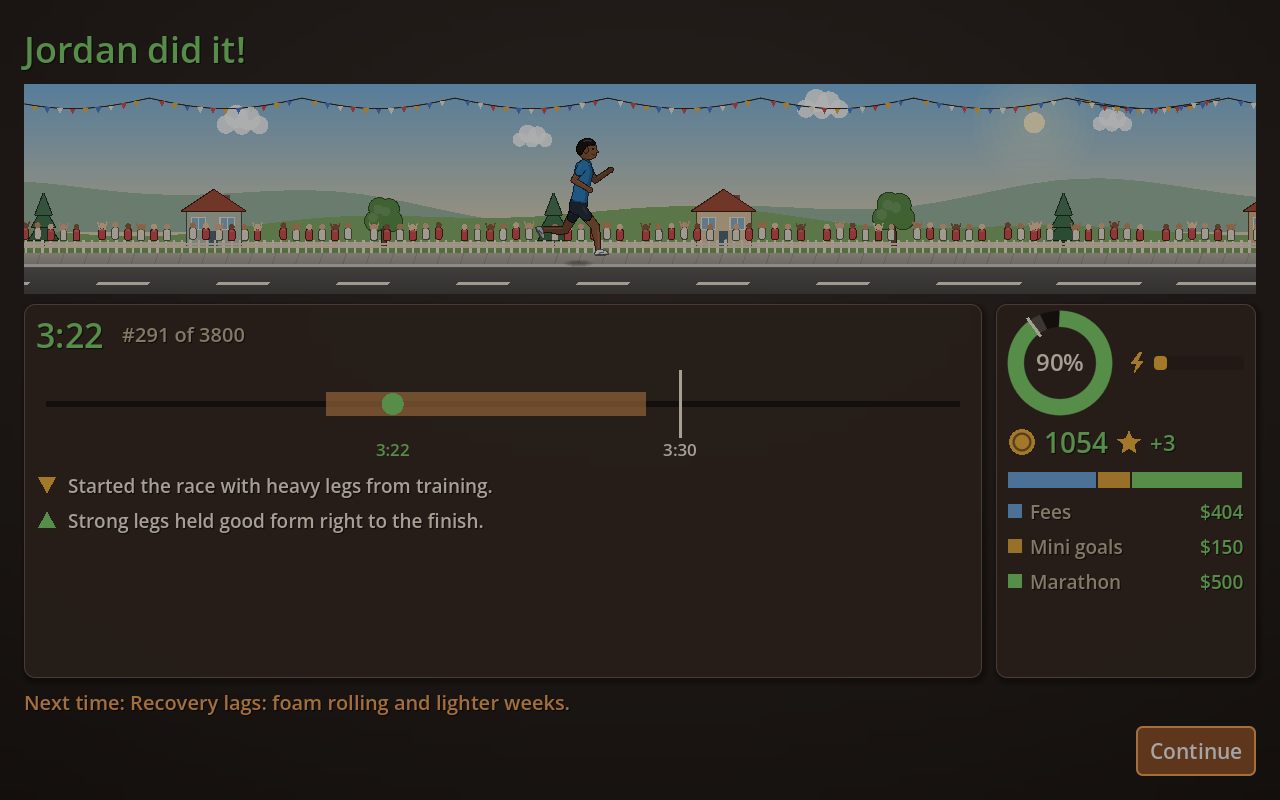 Jordan did it!
3:22 #291 of 3800
3:22 3:30
Started the race with heavy legs from training.
Strong legs held good form right to the finish.
90%
1054 +3
Fees $404
Mini goals $150
Marathon $500
Next time: Recovery lags: foam rolling and lighter weeks.
Continue